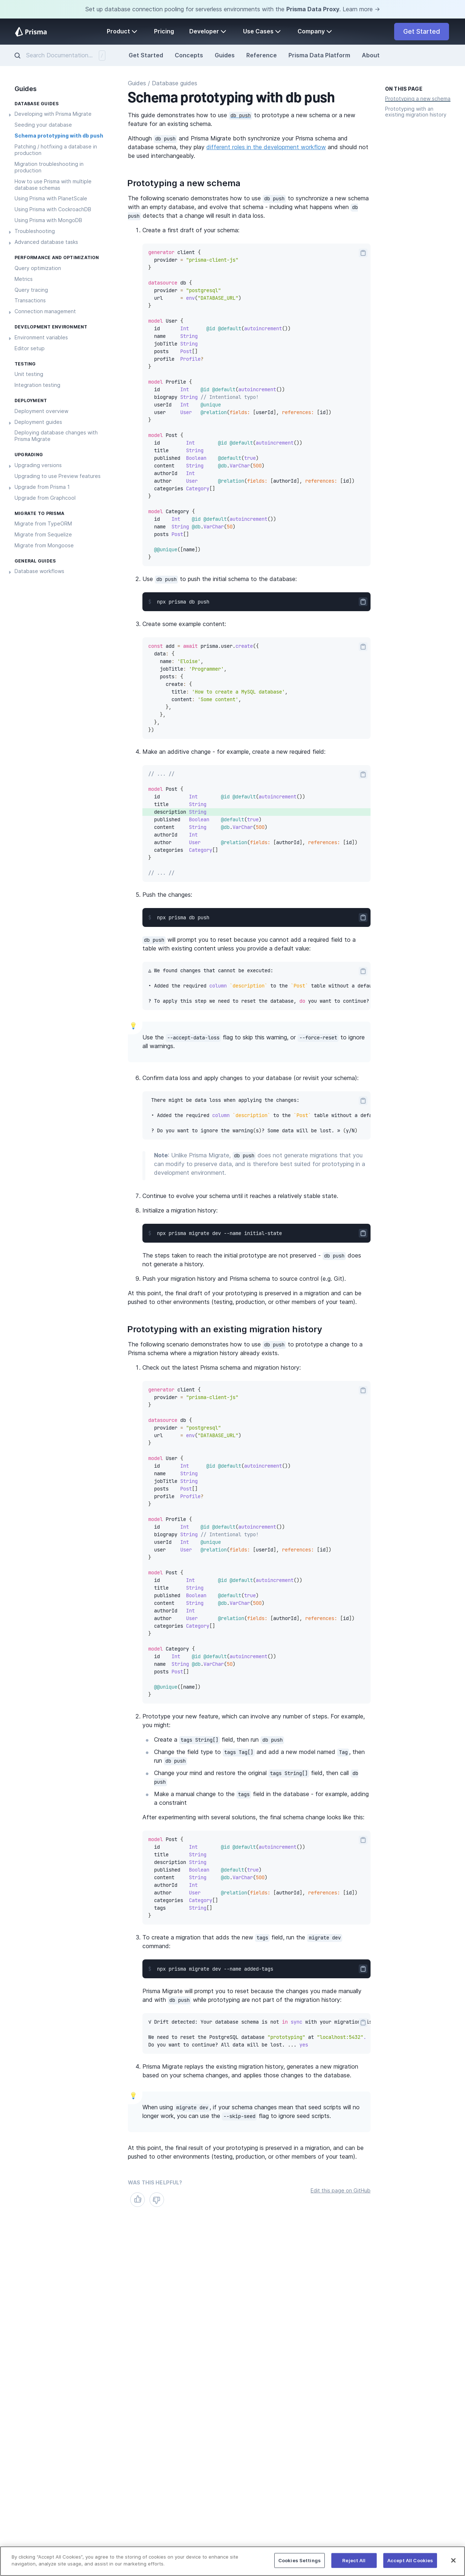 Set up database connection pooling for serverless environments with the Prisma Data Proxy. Learn more →
Prisma
Product
Pricing
Developer
Use Cases
Company
Get Started
Search Documentation... /
Get Started
Concepts
Guides
Reference
Prisma Data Platform
About
Guides
DATABASE GUIDES
Developing with Prisma Migrate
Seeding your database
Schema prototyping with db push
Patching / hotfixing a database in
production
Migration troubleshooting in
production
How to use Prisma with multiple
database schemas
Using Prisma with PlanetScale
Using Prisma with CockroachDB
Using Prisma with MongoDB
Troubleshooting
Advanced database tasks
PERFORMANCE AND OPTIMIZATION
Query optimization
Metrics
Query tracing
Transactions
Connection management
DEVELOPMENT ENVIRONMENT
Environment variables
Editor setup
TESTING
Unit testing
Integration testing
DEPLOYMENT
Deployment overview
Deployment guides
Deploying database changes with
Prisma Migrate
UPGRADING
Upgrading versions
Upgrading to use Preview features
Upgrade from Prisma 1
Upgrade from Graphcool
MIGRATE TO PRISMA
Migrate from TypeORM
Migrate from Sequelize
Migrate from Mongoose
GENERAL GUIDES
Database workflows
Guides / Database guides
Schema prototyping with db push
This guide demonstrates how to use db push to prototype a new schema or a new
feature for an existing schema.
Although db push and Prisma Migrate both synchronize your Prisma schema and
database schema, they play different roles in the development workflow and should not
be used interchangeably.
Prototyping a new schema
The following scenario demonstrates how to use db push to synchronize a new schema
with an empty database, and evolve that schema - including what happens when db
push detects that a change will result in data loss.
1. Create a first draft of your schema:
generator client {
provider = "prisma-client-js"
}
datasource db {
provider = "postgresql"
url = env("DATABASE_URL")
}
model User {
id Int @id @default(autoincrement())
name String
jobTitle String
posts Post[]
profile Profile?
}
model Profile {
id Int @id @default(autoincrement())
biograpy String // Intentional typo!
userId Int @unique
user User @relation(fields: [userId], references: [id])
}
model Post {
id Int @id @default(autoincrement())
title String
published Boolean @default(true)
content String @db.VarChar(500)
authorId Int
author User @relation(fields: [authorId], references: [id])
categories Category[]
}
model Category {
id Int @id @default(autoincrement())
name String @db.VarChar(50)
posts Post[]
@@unique([name])
}
2. Use db push to push the initial schema to the database:
$ npx prisma db push
3. Create some example content:
const add = await prisma.user.create({
data: {
name: 'Eloise',
jobTitle: 'Programmer',
posts: {
create: {
title: 'How to create a MySQL database',
content: 'Some content',
},
},
},
})
4. Make an additive change - for example, create a new required field:
// ... //
model Post {
id Int @id @default(autoincrement())
title String
description String
published Boolean @default(true)
content String @db.VarChar(500)
authorId Int
author User @relation(fields: [authorId], references: [id])
categories Category[]
}
// ... //
5. Push the changes:
$ npx prisma db push
db push will prompt you to reset because you cannot add a required field to a
table with existing content unless you provide a default value:
⚠ We found changes that cannot be executed:
• Added the required column `description` to the `Post` table without a defau
? To apply this step we need to reset the database, do you want to continue?
💡
Use the --accept-data-loss flag to skip this warning, or --force-reset to ignore
all warnings.
6. Confirm data loss and apply changes to your database (or revisit your schema):
There might be data loss when applying the changes:
• Added the required column `description` to the `Post` table without a defau
? Do you want to ignore the warning(s)? Some data will be lost. » (y/N)
Note: Unlike Prisma Migrate, db push does not generate migrations that you
can modify to preserve data, and is therefore best suited for prototyping in a
development environment.
7. Continue to evolve your schema until it reaches a relatively stable state.
8. Initialize a migration history:
$ npx prisma migrate dev --name initial-state
The steps taken to reach the initial prototype are not preserved - db push does
not generate a history.
9. Push your migration history and Prisma schema to source control (e.g. Git).
At this point, the final draft of your prototyping is preserved in a migration and can be
pushed to other environments (testing, production, or other members of your team).
Prototyping with an existing migration history
The following scenario demonstrates how to use db push to prototype a change to a
Prisma schema where a migration history already exists.
1. Check out the latest Prisma schema and migration history:
generator client {
provider = "prisma-client-js"
}
datasource db {
provider = "postgresql"
url = env("DATABASE_URL")
}
model User {
id Int @id @default(autoincrement())
name String
jobTitle String
posts Post[]
profile Profile?
}
model Profile {
id Int @id @default(autoincrement())
biograpy String // Intentional typo!
userId Int @unique
user User @relation(fields: [userId], references: [id])
}
model Post {
id Int @id @default(autoincrement())
title String
published Boolean @default(true)
content String @db.VarChar(500)
authorId Int
author User @relation(fields: [authorId], references: [id])
categories Category[]
}
model Category {
id Int @id @default(autoincrement())
name String @db.VarChar(50)
posts Post[]
@@unique([name])
}
2. Prototype your new feature, which can involve any number of steps. For example,
you might:
Create a tags String[] field, then run db push
Change the field type to tags Tag[] and add a new model named Tag, then
run db push
Change your mind and restore the original tags String[] field, then call db
push
Make a manual change to the tags field in the database - for example, adding
a constraint
After experimenting with several solutions, the final schema change looks like this:
model Post {
id Int @id @default(autoincrement())
title String
description String
published Boolean @default(true)
content String @db.VarChar(500)
authorId Int
author User @relation(fields: [authorId], references: [id])
categories Category[]
tags String[]
}
3. To create a migration that adds the new tags field, run the migrate dev
command:
$ npx prisma migrate dev --name added-tags
Prisma Migrate will prompt you to reset because the changes you made manually
and with db push while prototyping are not part of the migration history:
√ Drift detected: Your database schema is not in sync with your migration
We need to reset the PostgreSQL database "prototyping" at "localhost:5432".
Do you want to continue? All data will be lost. ... yes
4. Prisma Migrate replays the existing migration history, generates a new migration
based on your schema changes, and applies those changes to the database.
💡
When using migrate dev, if your schema changes mean that seed scripts will no
longer work, you can use the --skip-seed flag to ignore seed scripts.
At this point, the final result of your prototyping is preserved in a migration, and can be
pushed to other environments (testing, production, or other members of your team).
WAS THIS HELPFUL?
Edit this page on GitHub
ON THIS PAGE
Prototyping a new schema
Prototyping with an
existing migration history
By clicking "Accept All Cookies", you agree to the storing of cookies on your device to enhance site
navigation, analyze site usage, and assist in our marketing efforts.
Cookies Settings
Reject All
Accept All Cookies